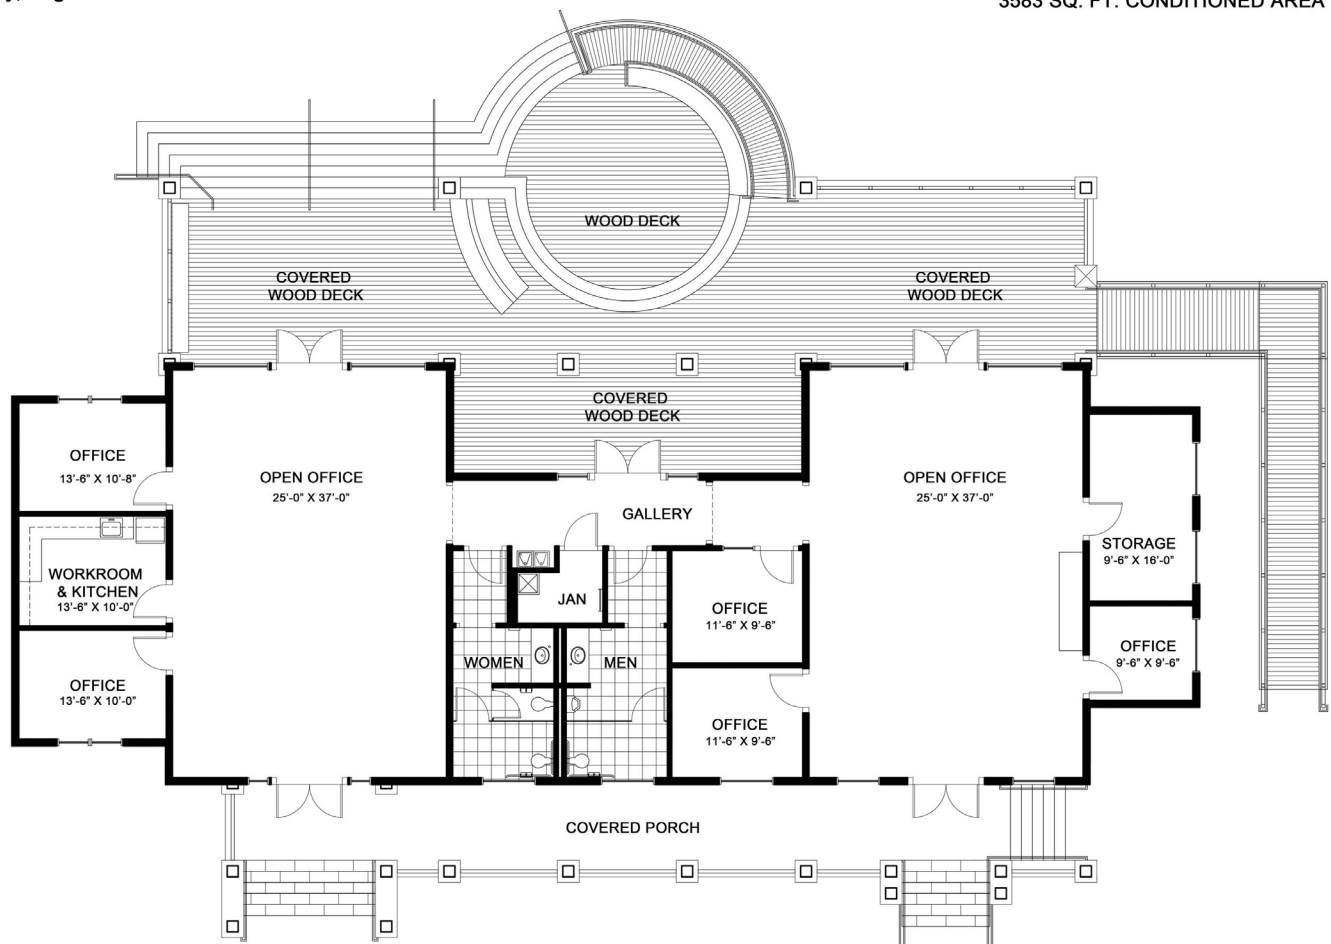 3583 SQ. FT. CONDITIONED AREA
WOOD DECK
COVERED
WOOD DECK
COVERED
WOOD DECK
COVERED
WOOD DECK
OFFICE
13'-6" X 10'-8"
OPEN OFFICE
25'-0" X 37'-0"
GALLERY
OPEN OFFICE
25'-0" X 37'-0"
STORAGE
9'-6" X 16'-0"
WORKROOM
& KITCHEN
13'-6" X 10'-0"
JAN
OFFICE
11'-6" X 9'-6"
OFFICE
9'-6" X 9'-6"
WOMEN
MEN
OFFICE
13'-6" X 10'-0"
OFFICE
11'-6" X 9'-6"
COVERED PORCH